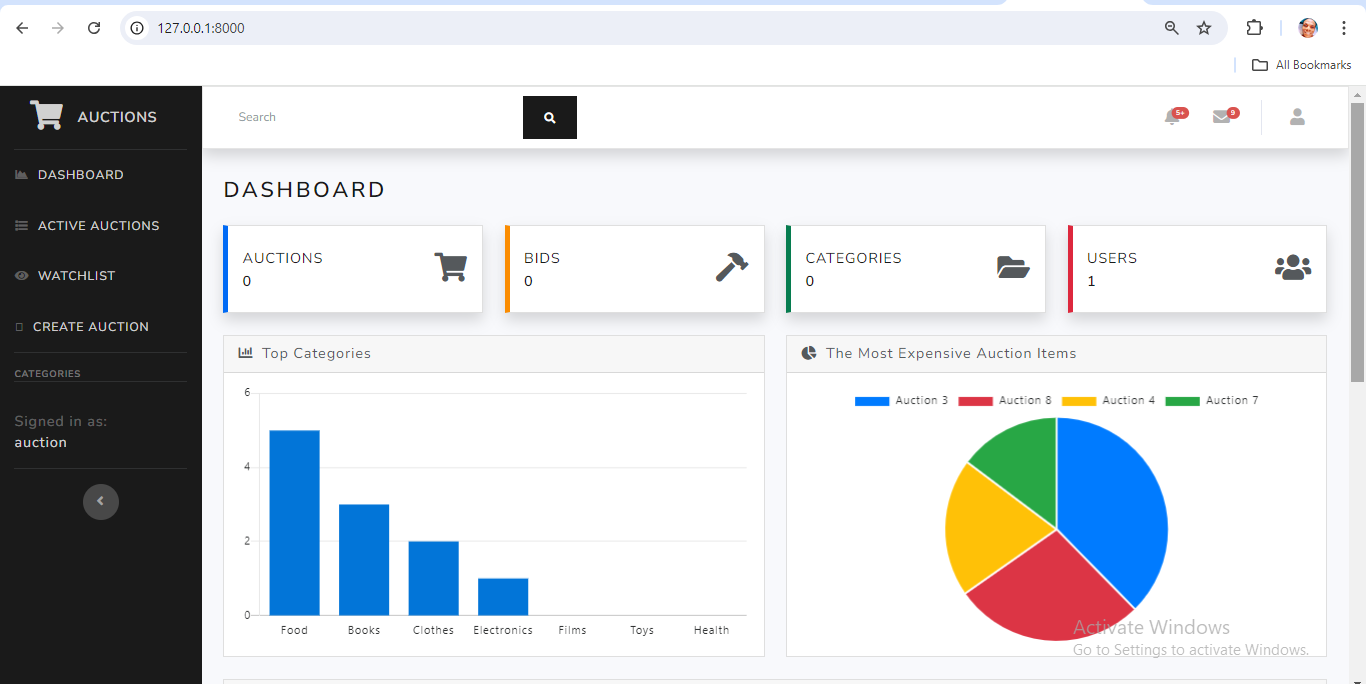 127.0.0.1:8000
All Bookmarks
AUCTIONS
Search
5+
9
DASHBOARD
ACTIVE AUCTIONS
WATCHLIST
CREATE AUCTION
CATEGORIES
Signed in as:
auction
DASHBOARD
AUCTIONS
0
BIDS
0
CATEGORIES
0
USERS
1
Top Categories
6
4
2
0
Food Books Clothes Electronics Films Toys Health
The Most Expensive Auction Items
Auction 3 Auction 8 Auction 4 Auction 7
Activate Windows
Go to Settings to activate Windows.